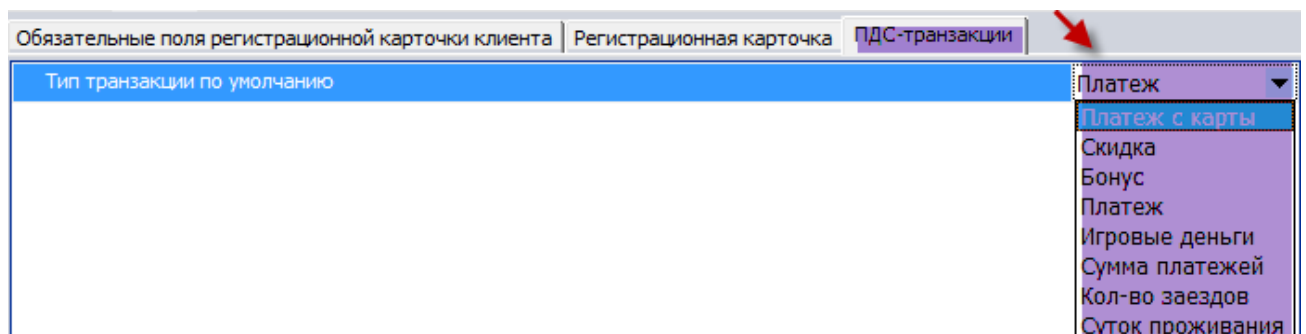 Обязательные поля регистрационной карточки клиента Регистрационная карточка ПДС-транзакции
Тип транзакции по умолчанию Платеж
Платеж с карты
Скидка
Бонус
Платеж
Игровые деньги
Сумма платежей
Кол-во заездов
Суток проживания